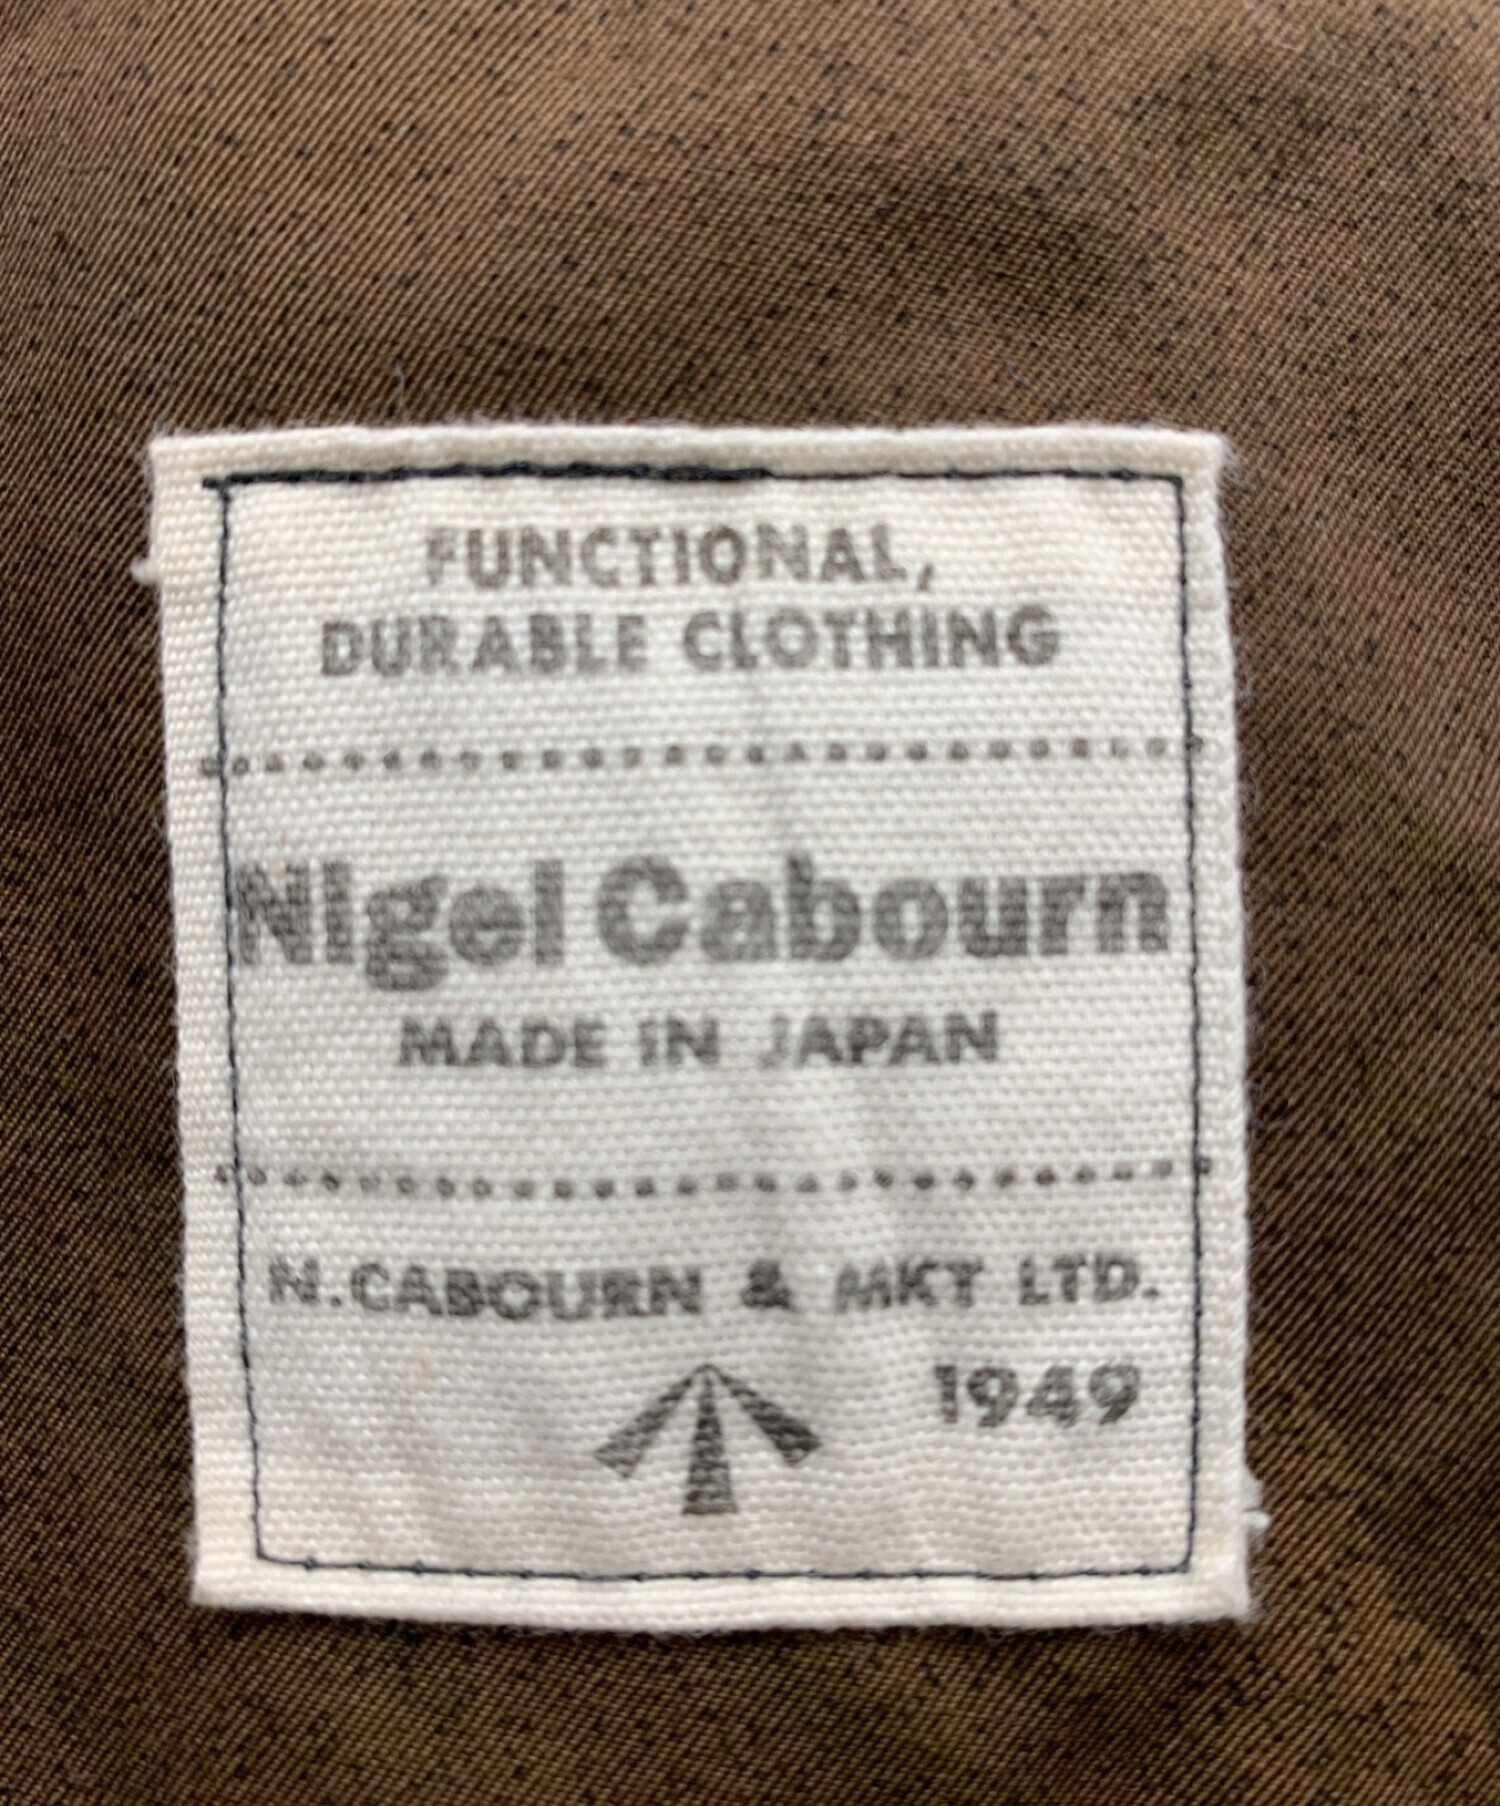 FUNCTIONAL,
DURABLE CLOTHING
Nigel Cabourn
MADE IN JAPAN
N.CABOURN & MKT LTD.
1949